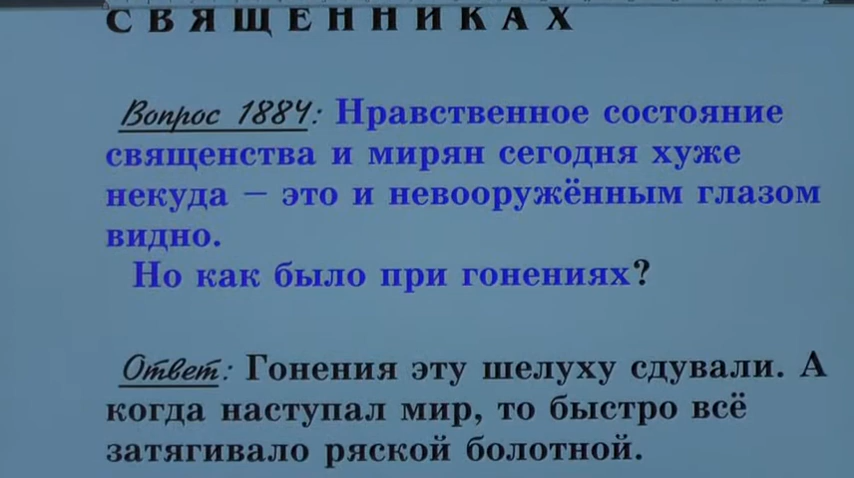 СВЯЩЕННИКАХ
Вопрос 1884: Нравственное состояние
священства и мирян сегодня хуже
некуда – это и невооружённым глазом
видно.
Но как было при гонениях?
Ответ: Гонения эту шелуху сдували. А
когда наступал мир, то быстро всё
затягивало ряской болотной.